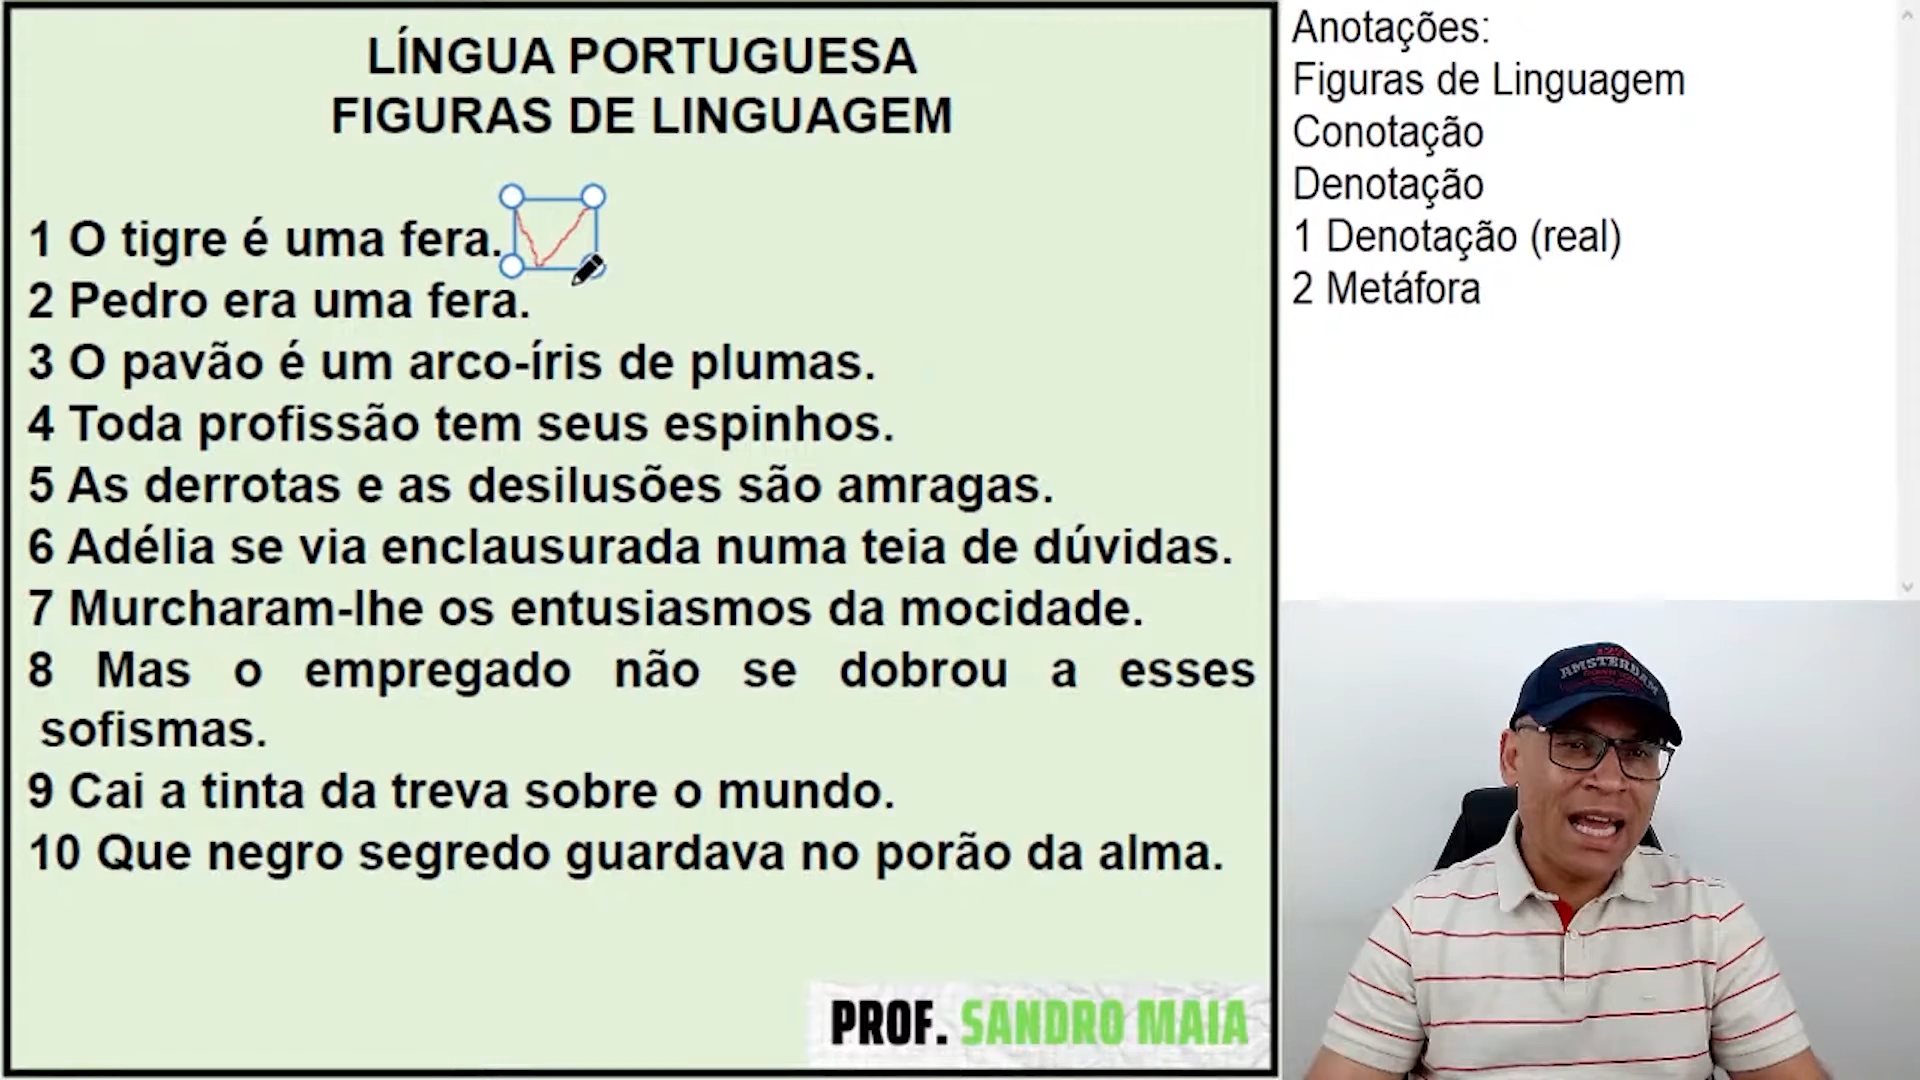 LÍNGUA PORTUGUESA
FIGURAS DE LINGUAGEM
1 O tigre é uma fera.
2 Pedro era uma fera.
3 O pavão é um arco-íris de plumas.
4 Toda profissão tem seus espinhos.
5 As derrotas e as desilusões são amragas.
6 Adélia se via enclausurada numa teia de dúvidas.
7 Murcharam-lhe os entusiasmos da mocidade.
8 Mas o empregado não se dobrou a esses
sofismas.
9 Cai a tinta da treva sobre o mundo.
10 Que negro segredo guardava no porão da alma.
PROF. SANDRO MAIA
Anotações:
Figuras de Linguagem
Conotação
Denotação
1 Denotação (real)
2 Metáfora
AMSTERDAM